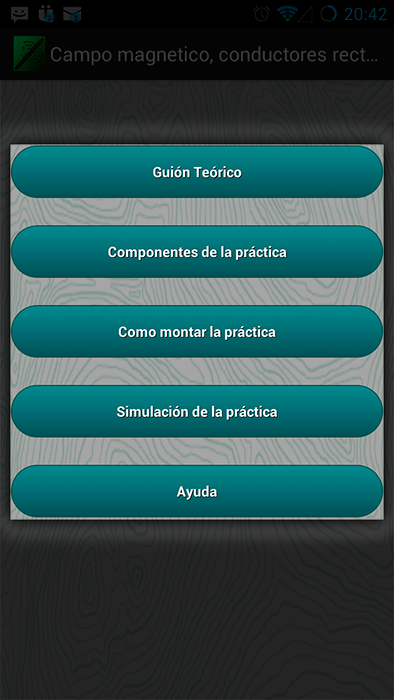 20:42
Campo magnetico, conductores rect...
Guión Teórico
Componentes de la práctica
Como montar la práctica
Simulación de la práctica
Ayuda